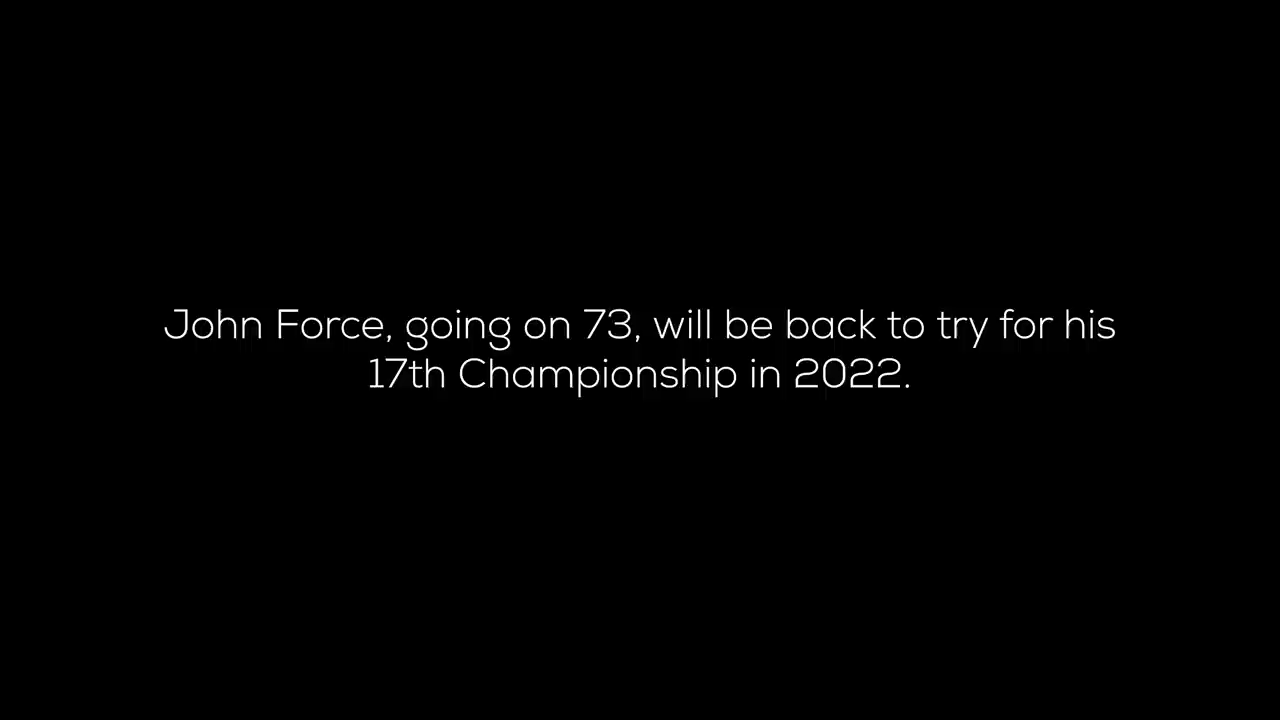 John Force, going on 73, will be back to try for his
17th Championship in 2022.